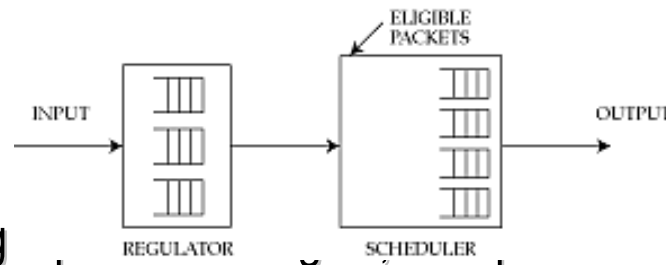 ELIGIBLE
PACKETS
INPUT
OUTPUT
REGULATOR
SCHEDULER